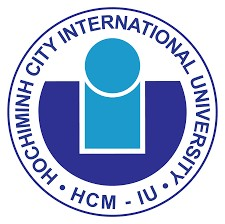 HOCHIMINH CITY INTERNATIONAL UNIVERSITY
• HCM - IU •